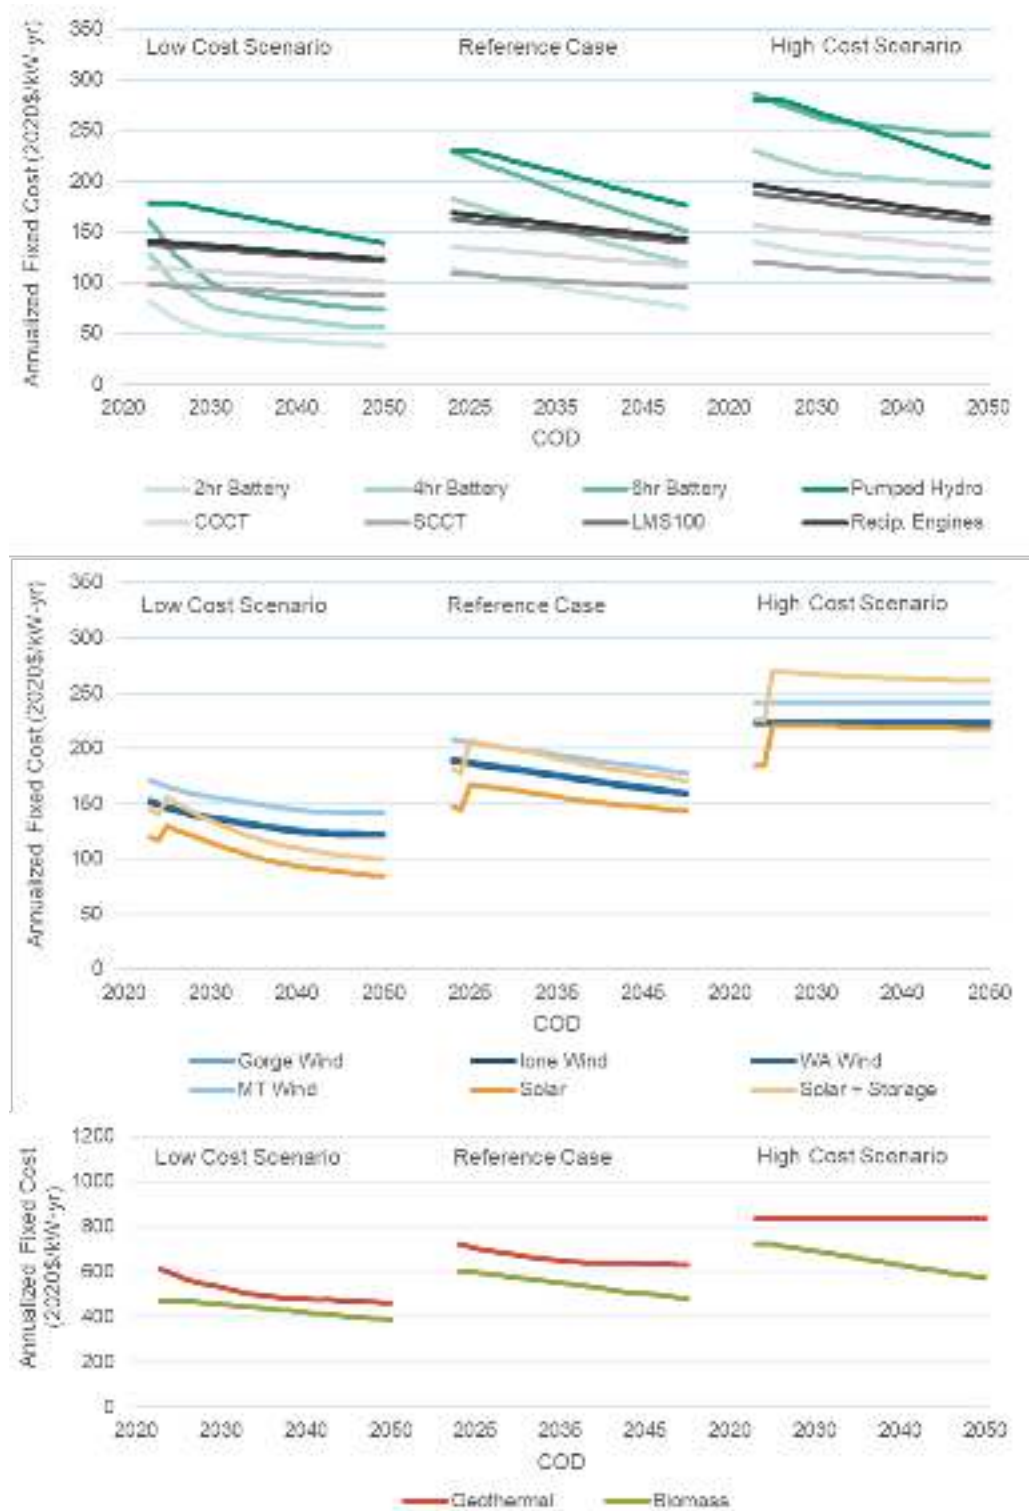 350
Low Cost Scenario Reference Case High Cost Scenario
300
250
200
150
100
50
0
Annualized Fixed Cost (2020$/kW-yr)
2020 2030 2040 2050 2025 2035 2045 2020 2030 2040 2050
COD
2hr Battery 4hr Battery 6hr Battery Pumped Hydro
CCCT SCCT LMS100 Recip. Engines
350
Low Cost Scenario Reference Case High Cost Scenario
300
250
200
150
100
50
0
Annualized Fixed Cost (2020$/kW-yr)
2020 2030 2040 2050 2025 2035 2045 2020 2030 2040 2050
COD
Gorge Wind Ione Wind WA Wind
MT Wind Solar Solar + Storage
1200
Low Cost Scenario Reference Case High Cost Scenario
1000
800
600
400
200
0
Annualized Fixed Cost
(2020$/kW-yr)
2020 2030 2040 2050 2025 2035 2045 2020 2030 2040 2050
COD
Geothermal Biomass